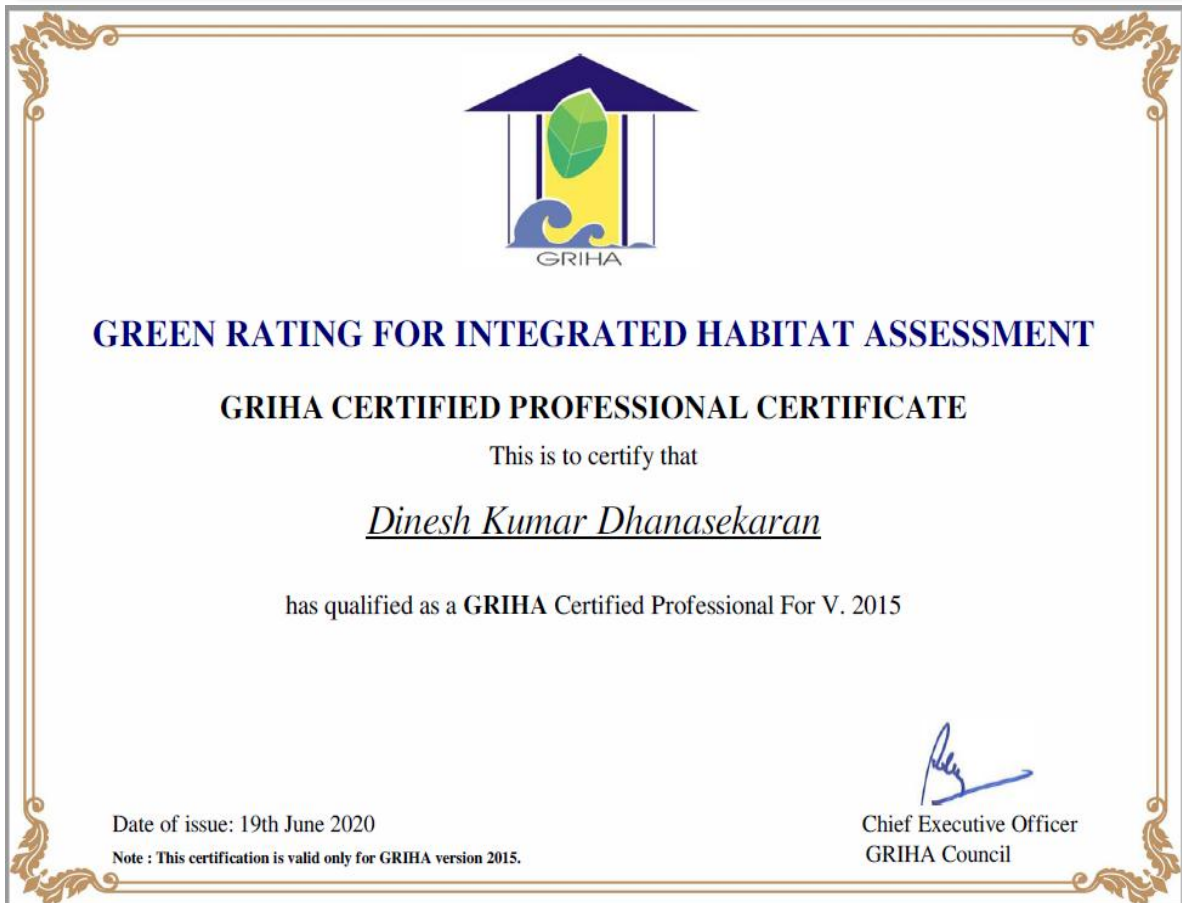 GRIHA
GREEN RATING FOR INTEGRATED HABITAT ASSESSMENT
GRIHA CERTIFIED PROFESSIONAL CERTIFICATE
This is to certify that
Dinesh Kumar Dhanasekaran
has qualified as a GRIHA Certified Professional For V. 2015
Date of issue: 19th June 2020
Note : This certification is valid only for GRIHA version 2015.
Chief Executive Officer
GRIHA Council